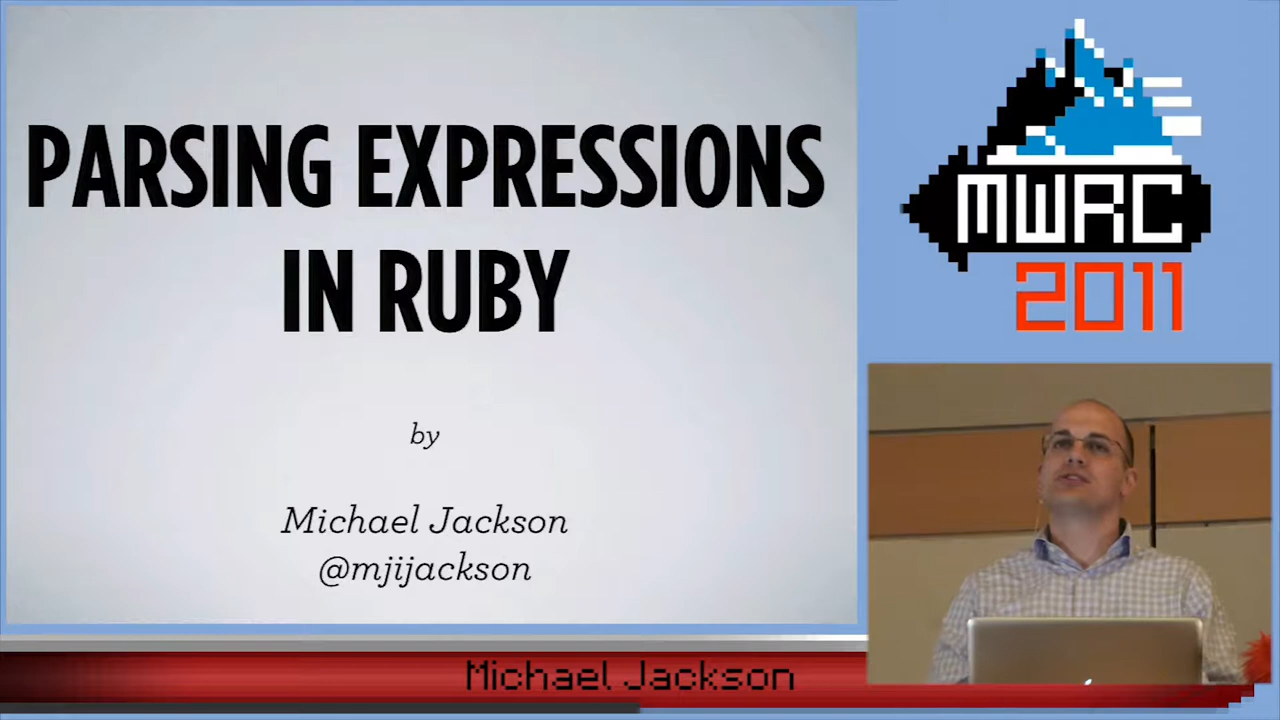 PARSING EXPRESSIONS
IN RUBY
by
Michael Jackson
@mjijackson
MWRC
2011
Michael Jackson